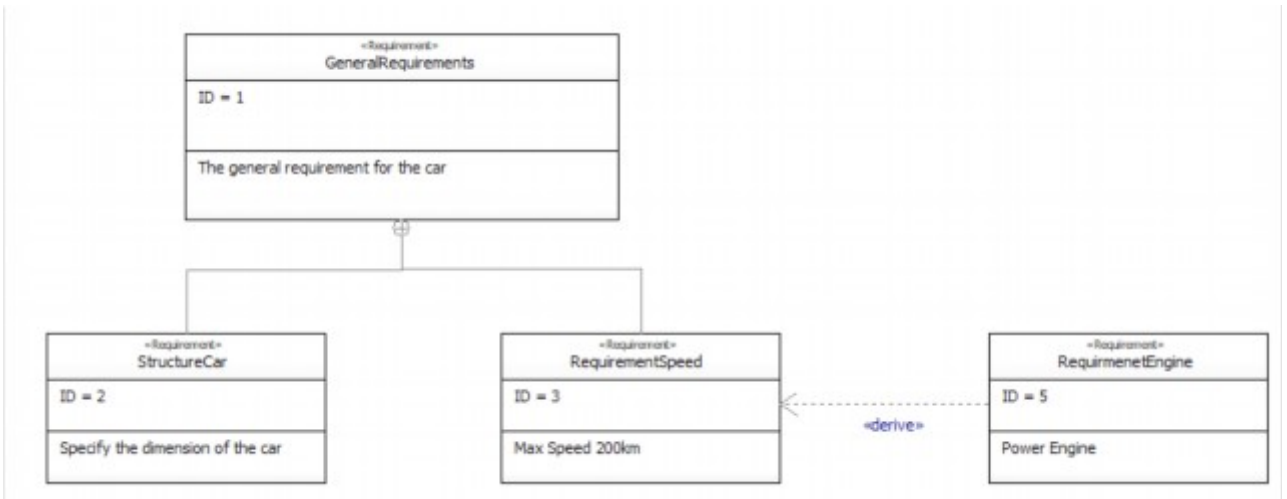 «Requirement»
GeneralRequirements
ID = 1
The general requirement for the car
«Requirement»
StructureCar
ID = 2
Specify the dimension of the car
«Requirement»
RequirementSpeed
ID = 3
Max Speed 200km
«derive»
«Requirement»
RequirmenetEngine
ID = 5
Power Engine